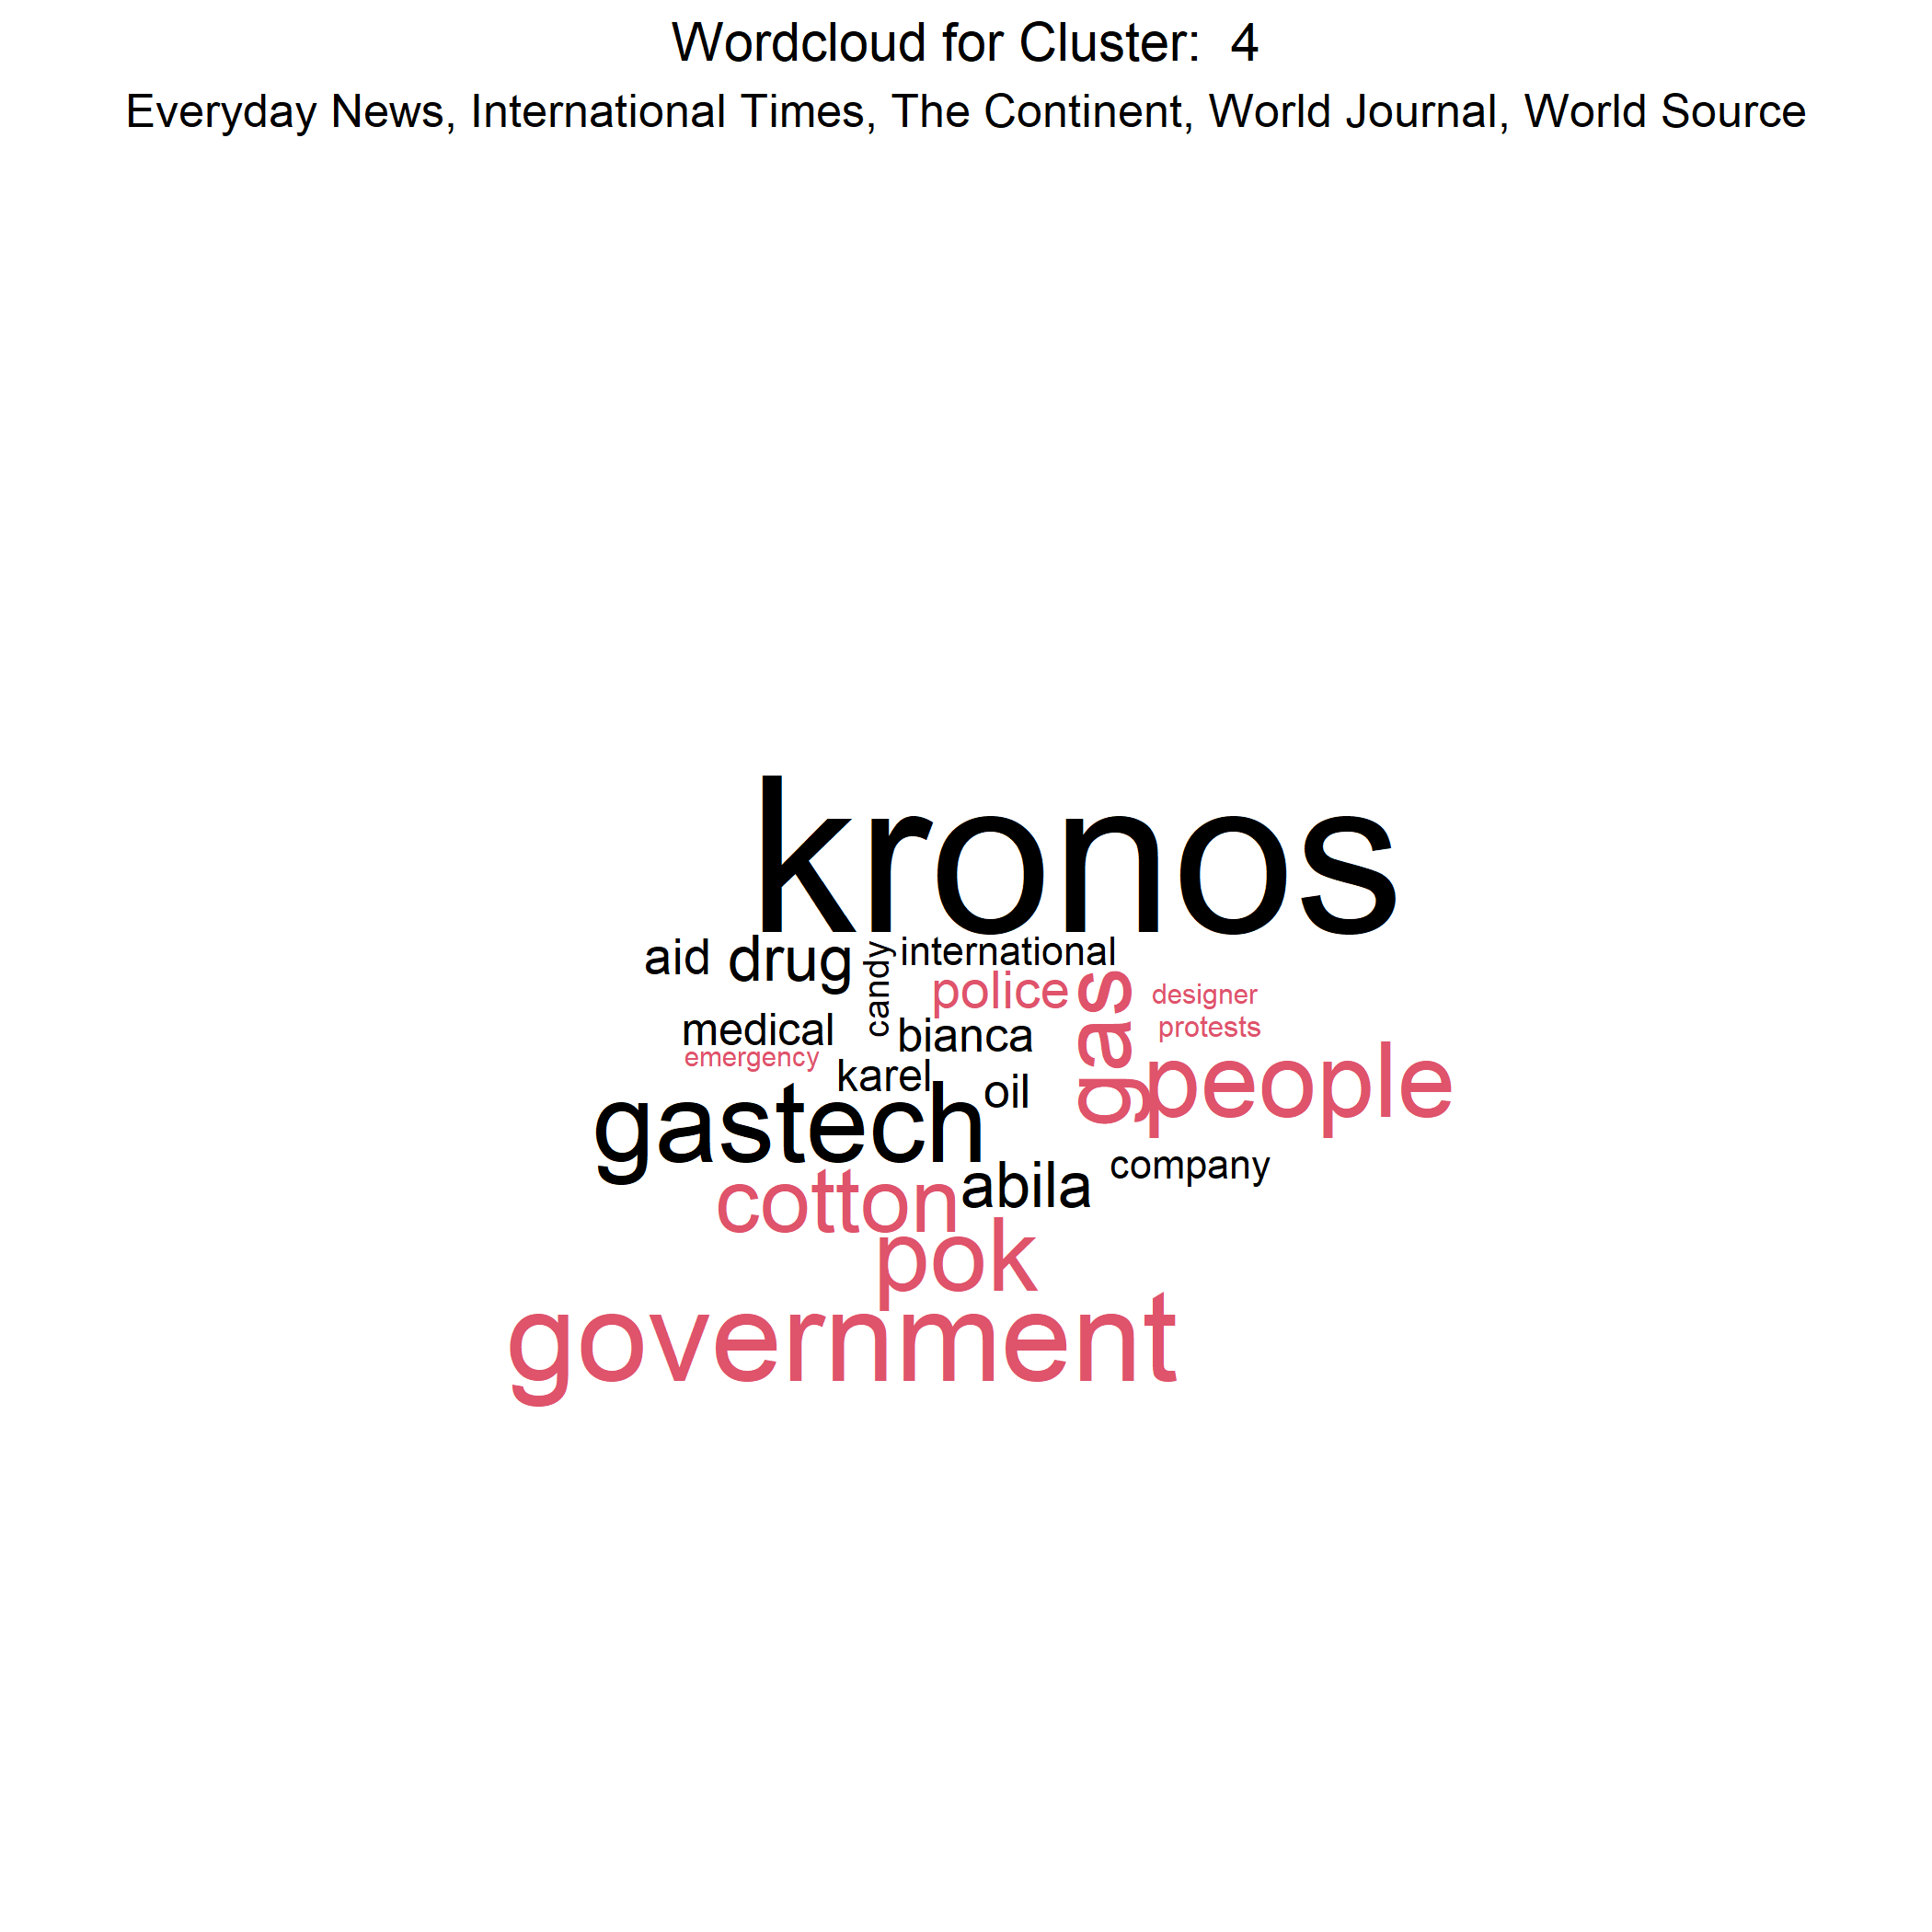 Wordcloud for Cluster:  4
Everyday News, International Times, The Continent, World Journal, World Source
kronos
aid
drug
candy
international
police
gas
designer
protests
medical
bianca
emergency
karel
oil
people
gastech
company
cotton
abila
pok
government